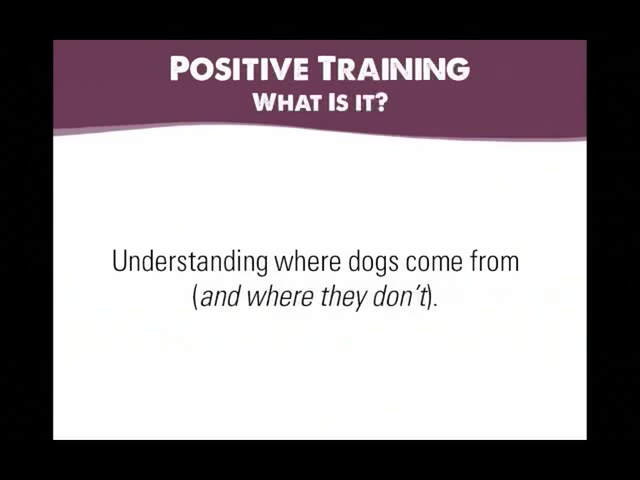 POSITIVE TRAINING
WHAT IS IT?
Understanding where dogs come from
(and where they don't).